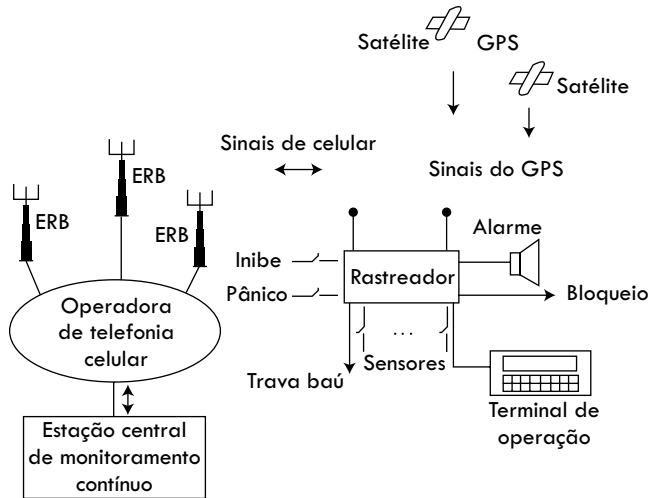 Satélite
GPS
Satélite
Sinais de celular
Sinais do GPS
ERB
ERB
ERB
Alarme
Inibe
Rastreador
Pânico
Bloqueio
Operadora
de telefonia
celular
...
Sensores
Trava baú
Terminal de
operação
Estação central
de monitoramento
contínuo